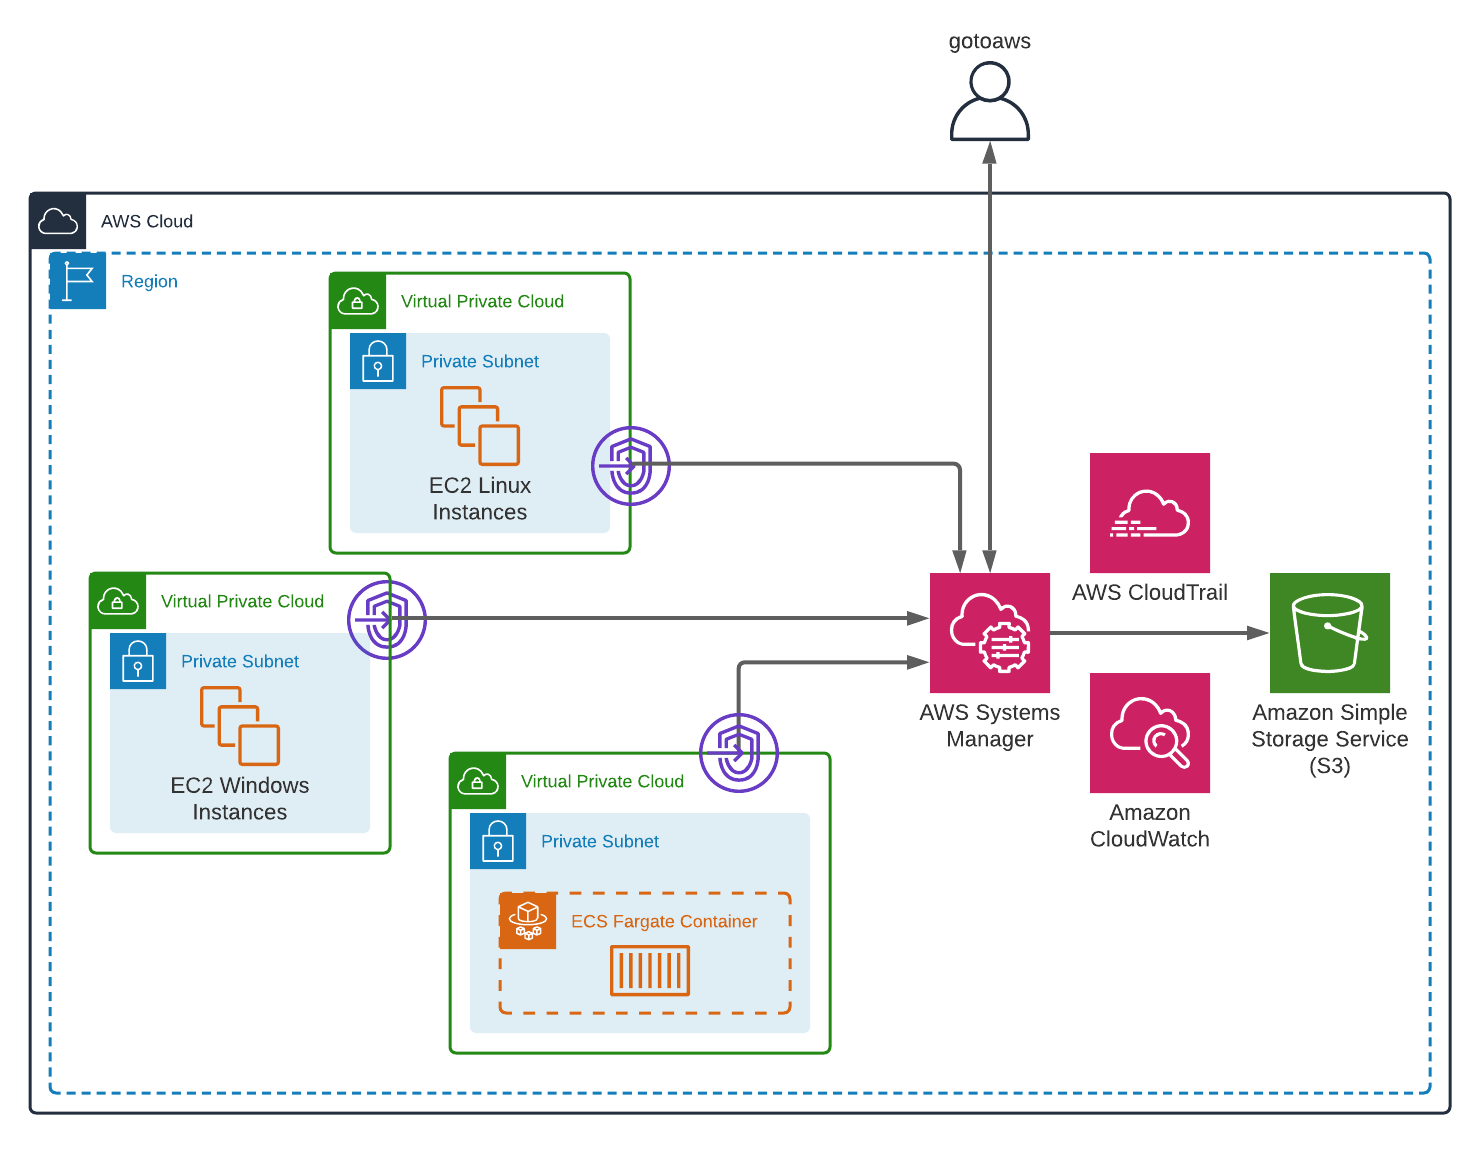 gotoaws
AWS Cloud
Region
Virtual Private Cloud
Private Subnet
EC2 Linux
Instances
Virtual Private Cloud
Private Subnet
EC2 Windows
Instances
Virtual Private Cloud
Private Subnet
ECS Fargate Container
AWS Systems
Manager
AWS CloudTrail
Amazon
CloudWatch
Amazon Simple
Storage Service
(S3)